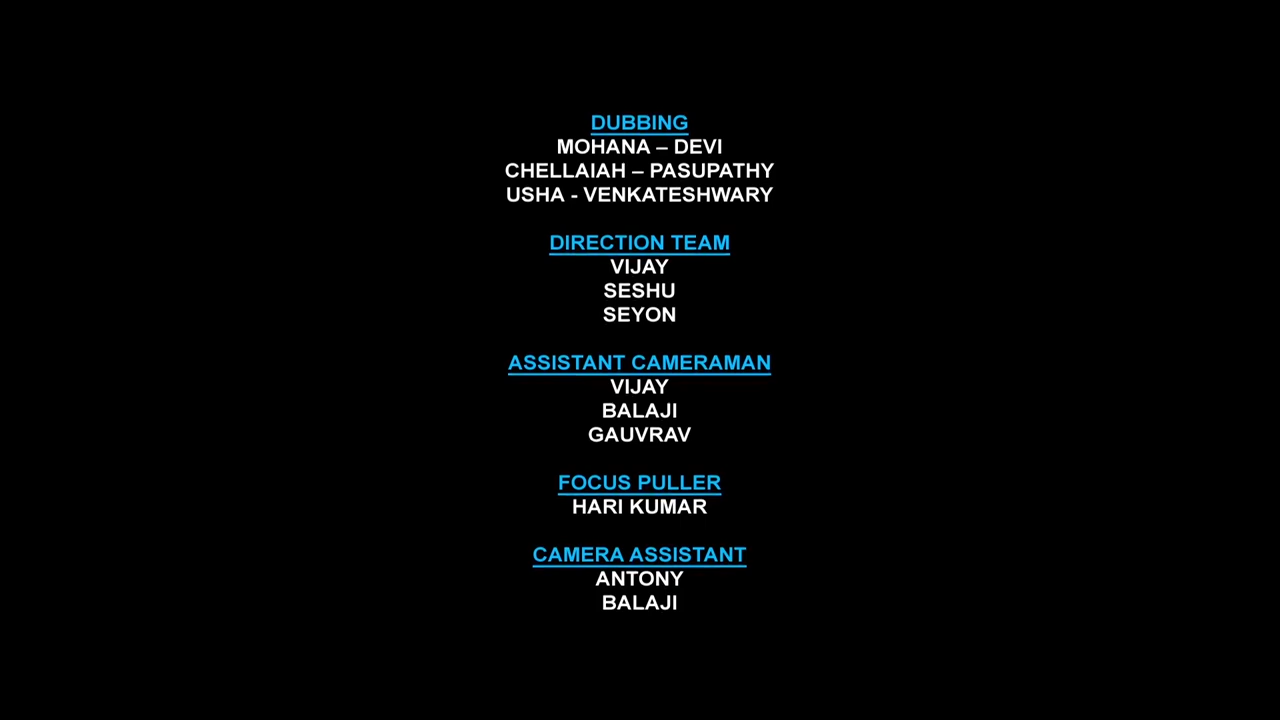 DUBBING
MOHANA – DEVI
CHELLAIAH – PASUPATHY
USHA - VENKATESHWARY
DIRECTION TEAM
VIJAY
SESHU
SEYON
ASSISTANT CAMERAMAN
VIJAY
BALAJI
GAUVRAV
FOCUS PULLER
HARI KUMAR
CAMERA ASSISTANT
ANTONY
BALAJI